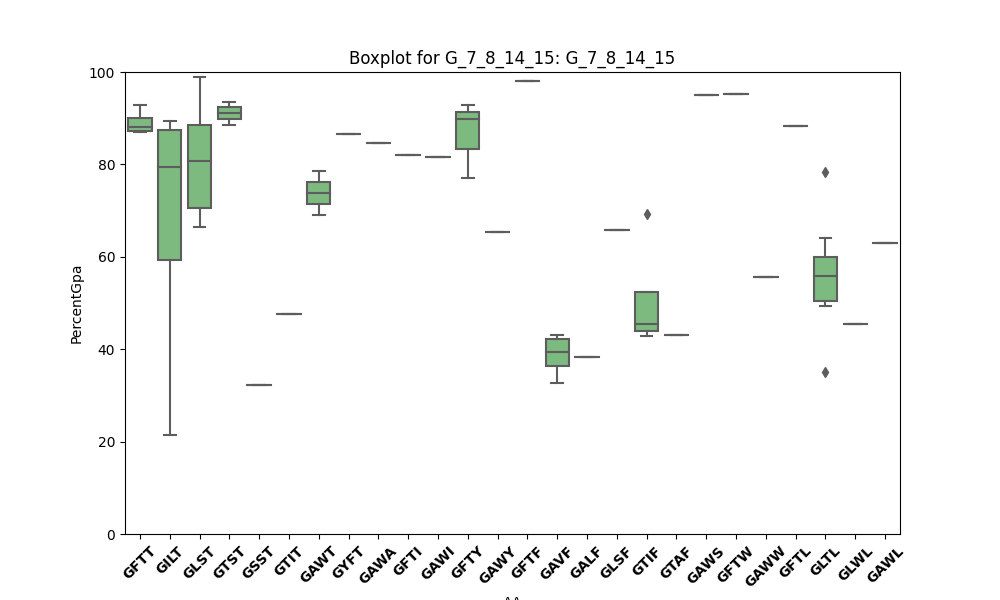 Boxplot for G_7_8_14_15: G_7_8_14_15
100
80
60
40
20
0
PercentGpa
GFTT GILT GLST GTST GSST GTIT GAWT GYFT GAWA GFTI GAWI GFTY GAWY GFTF GAVF GALF GLSF GTIF GTAF GAWS GFTW GAWW GFTL GLTL GLWL GAWL